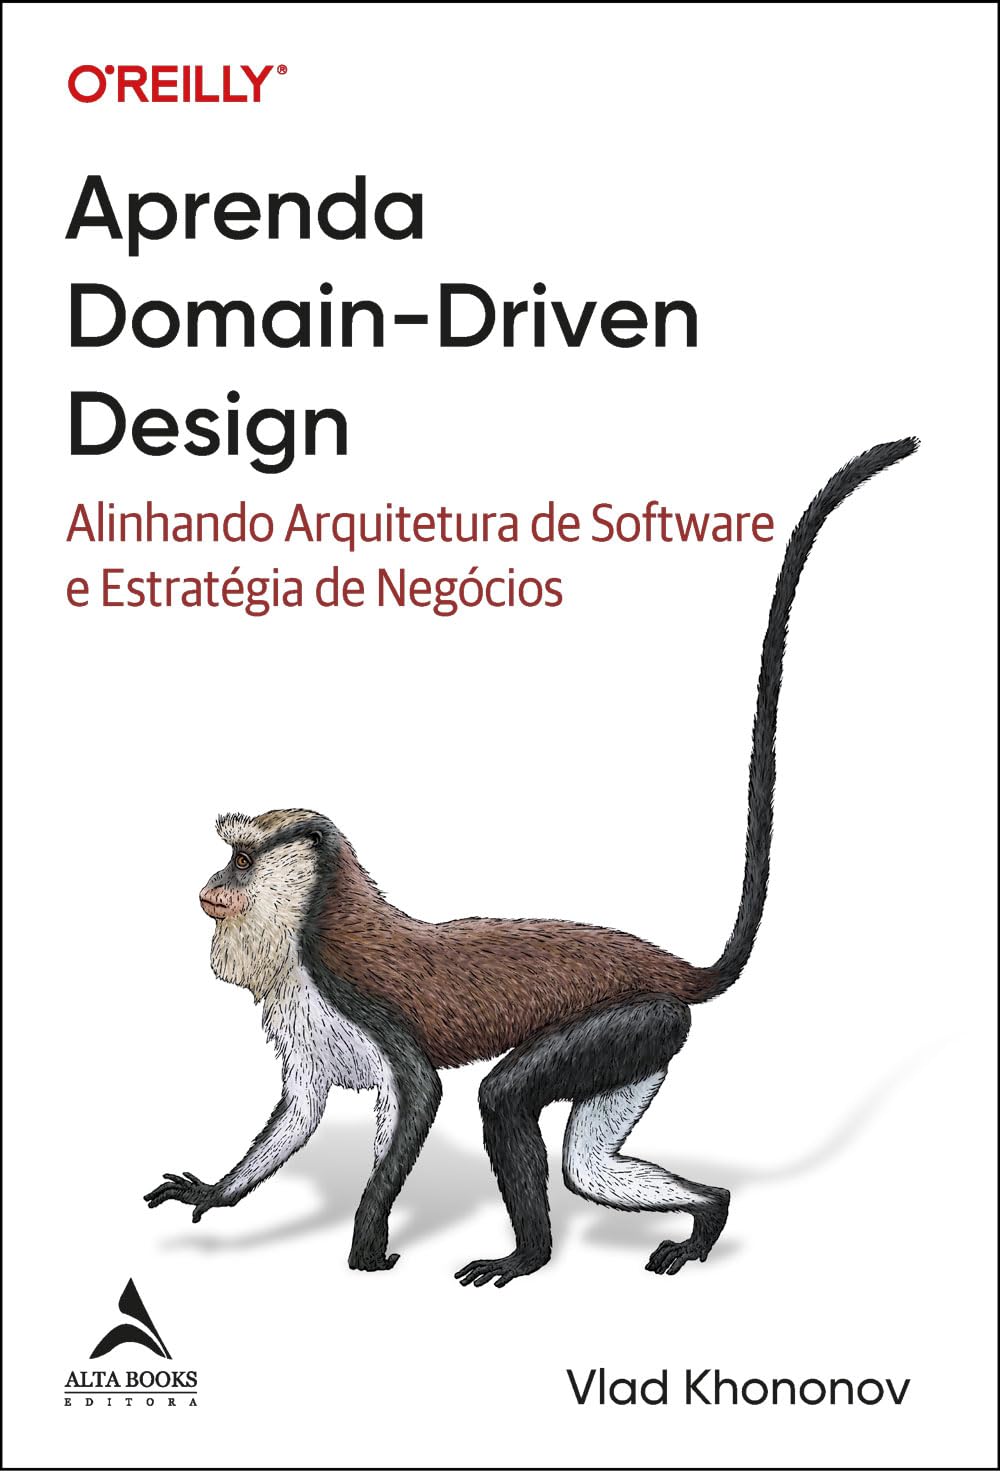 O'REILLY®
Aprenda
Domain-Driven
Design
Alinhando Arquitetura de Software
e Estratégia de Negócios
ALTA BOOKS
EDITORA
Vlad Khononov